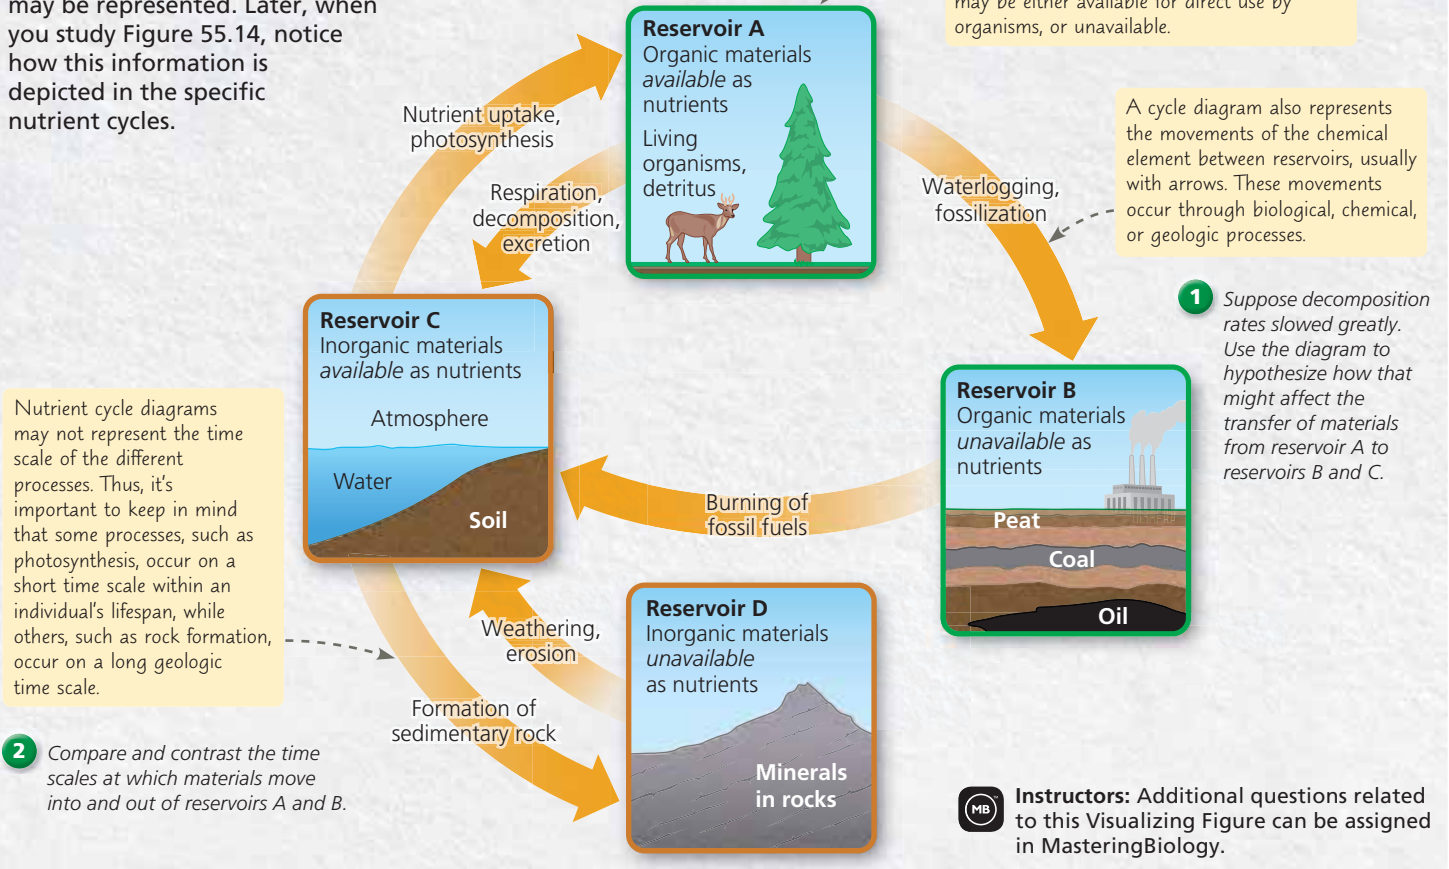 may be represented. Later, when
you study Figure 55.14, notice
how this information is
depicted in the specific
nutrient cycles.
may be either available for direct use by
organisms, or unavailable.
Reservoir A
Organic materials
available as
nutrients
Living
organisms,
detritus
Nutrient uptake,
photosynthesis
Respiration,
decomposition,
excretion
Waterlogging,
fossilization
A cycle diagram also represents
the movements of the chemical
element between reservoirs, usually
with arrows. These movements
occur through biological, chemical,
or geologic processes.
1 Suppose decomposition
rates slowed greatly.
Use the diagram to
hypothesize how that
might affect the
transfer of materials
from reservoir A to
reservoirs B and C.
Reservoir C
Inorganic materials
available as nutrients
Atmosphere
Water
Soil
Reservoir B
Organic materials
unavailable as
nutrients
Peat
Coal
Oil
Burning of
fossil fuels
Nutrient cycle diagrams
may not represent the time
scale of the different
processes. Thus, it's
important to keep in mind
that some processes, such as
photosynthesis, occur on a
short time scale within an
individual's lifespan, while
others, such as rock formation,
occur on a long geologic
time scale.
Weathering,
erosion
Formation of
sedimentary rock
Reservoir D
Inorganic materials
unavailable
as nutrients
Minerals
in rocks
2 Compare and contrast the time
scales at which materials move
into and out of reservoirs A and B.
MB
Instructors: Additional questions related
to this Visualizing Figure can be assigned
in MasteringBiology.